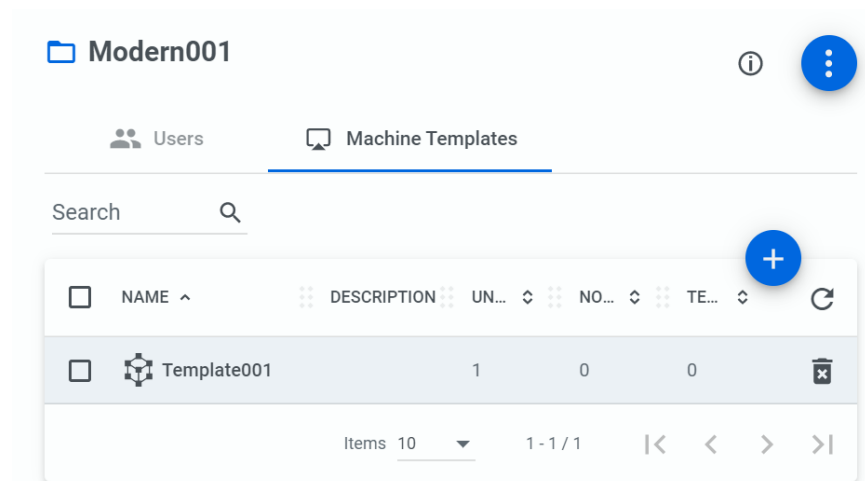 Modern001
Users Machine Templates
Search
NAME DESCRIPTION UN... NO... TE...
Template001 1 0 0
Items 10 1 - 1 / 1